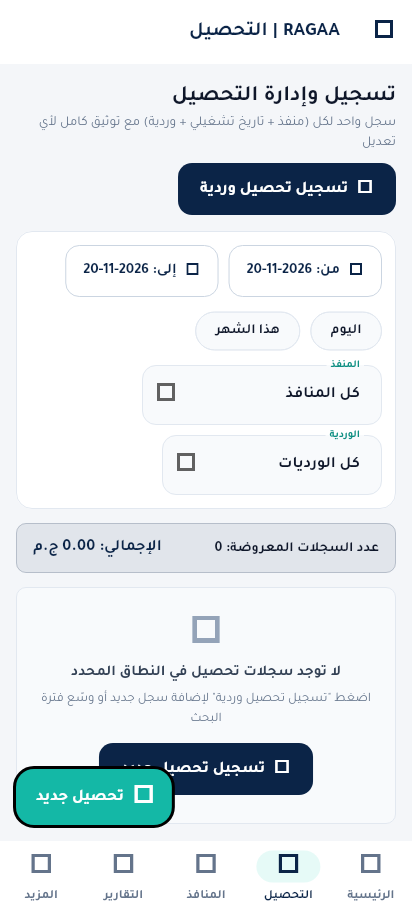 RAGAA | التحصيل
تسجيل وإدارة التحصيل
سجل واحد لكل (منفذ + تاريخ تشغيلي + وردية) مع توثيق كامل لأي
تعديل
تسجيل تحصيل وردية
من: 2026-11-20
إلى: 2026-11-20
اليوم
هذا الشهر
المنفذ
كل المنافذ
الوردية
كل الورديات
عدد السجلات المعروضة: 0
الإجمالي: 0.00 ج.م
لا توجد سجلات تحصيل في النطاق المحدد
اضغط "تسجيل تحصيل وردية" لإضافة سجل جديد أو وسّع فترة
البحث
تسجيل تحصيل جديد
تحصيل جديد
الرئيسية
التحصيل
المنافذ
التقارير
المزيد